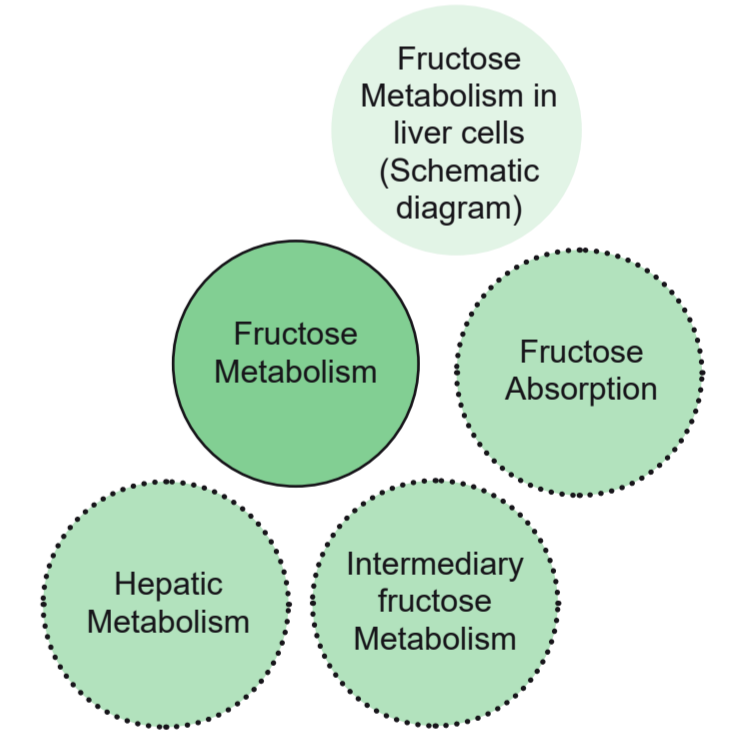 Fructose
Metabolism in
liver cells
(Schematic
diagram)
Fructose
Metabolism
Fructose
Absorption
Hepatic
Metabolism
Intermediary
fructose
Metabolism